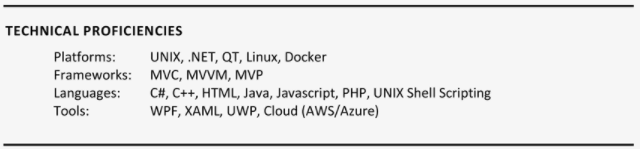 TECHNICAL PROFICIENCIES
Platforms: UNIX, .NET, QT, Linux, Docker
Frameworks: MVC, MVVM, MVP
Languages: C#, C++, HTML, Java, Javascript, PHP, UNIX Shell Scripting
Tools: WPF, XAML, UWP, Cloud (AWS/Azure)